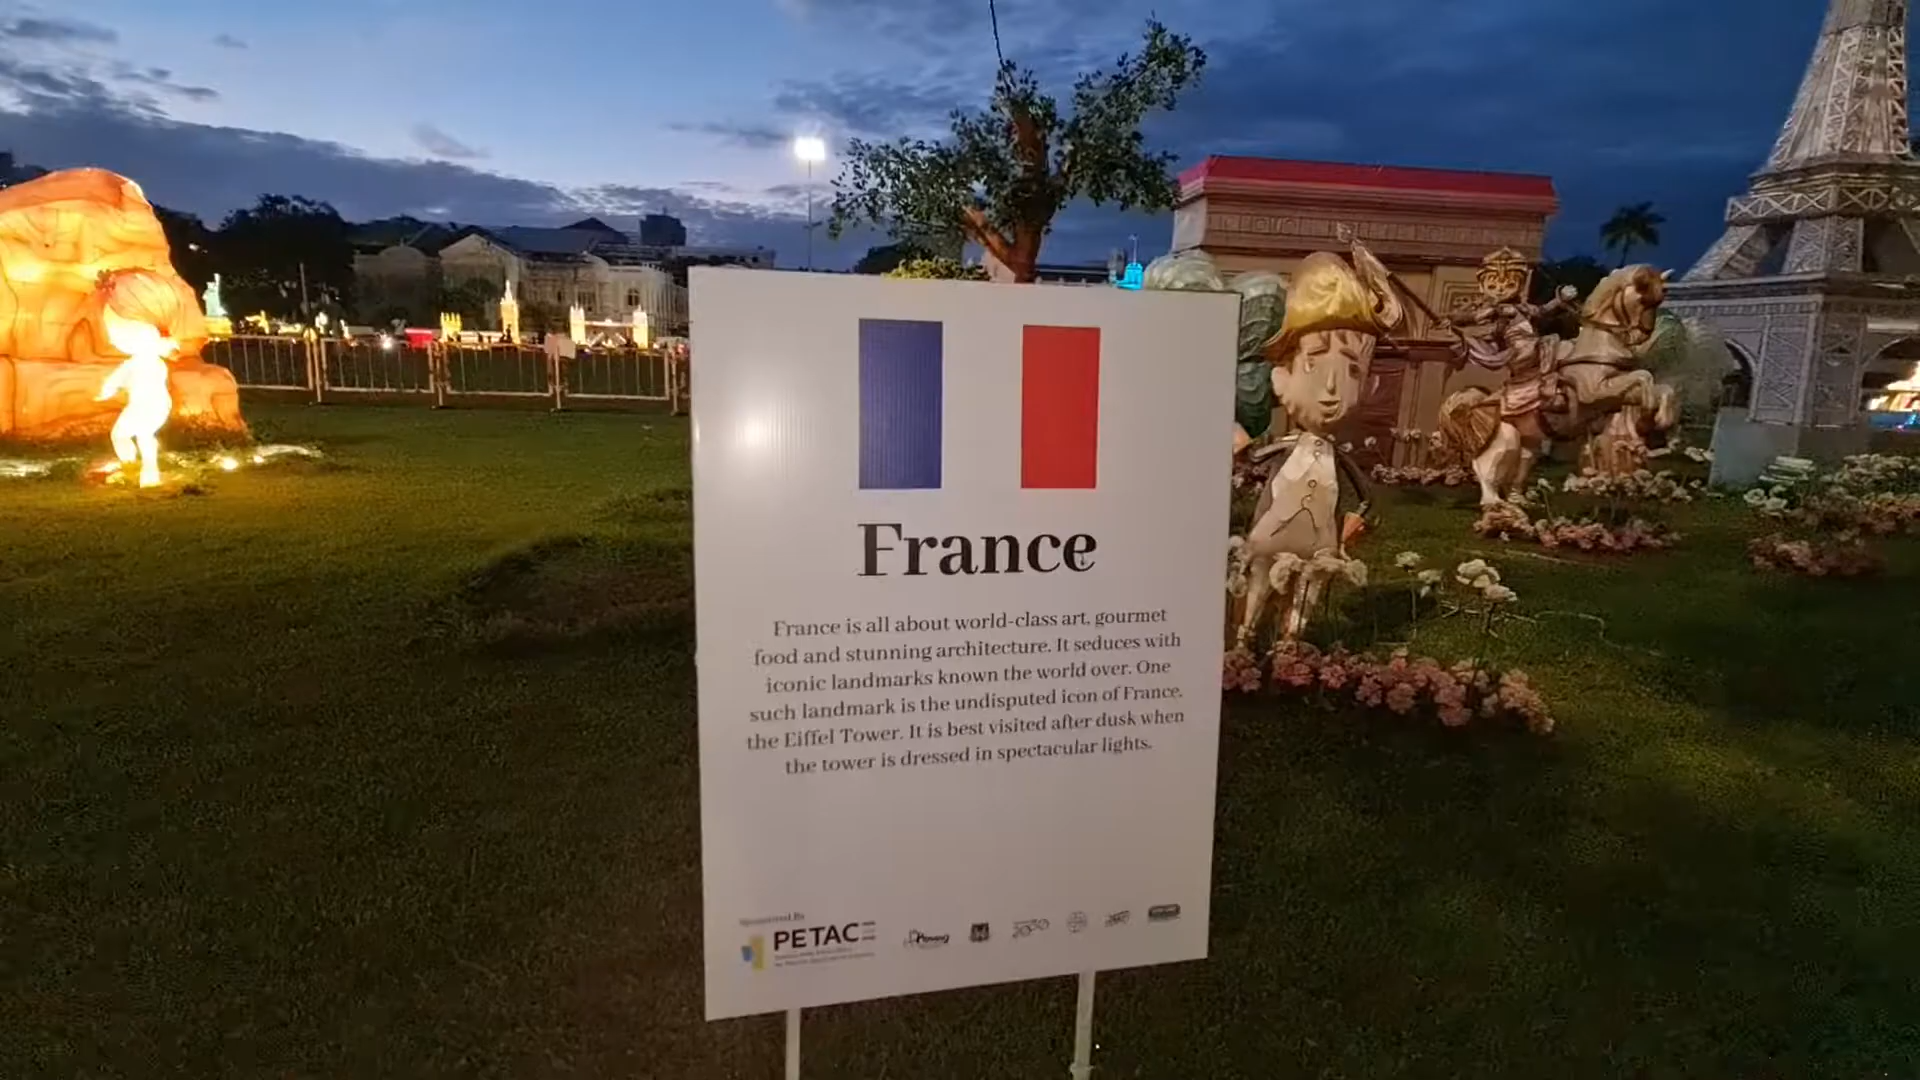 France
France is all about world-class art, gourmet
food and stunning architecture. It seduces with
iconic landmarks known the world over. One
such landmark is the undisputed icon of France,
the Eiffel Tower. It is best visited after dusk when
the tower is dressed in spectacular lights.
Sponsored By
PETAC
Penang